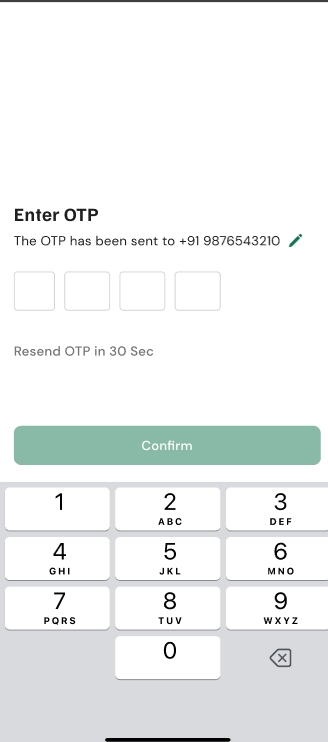 Enter OTP
The OTP has been sent to +91 9876543210
Resend OTP in 30 Sec
Confirm
1 2 3
ABC DEF
4 5 6
GHI JKL MNO
7 8 9
PQRS TUV WXYZ
0